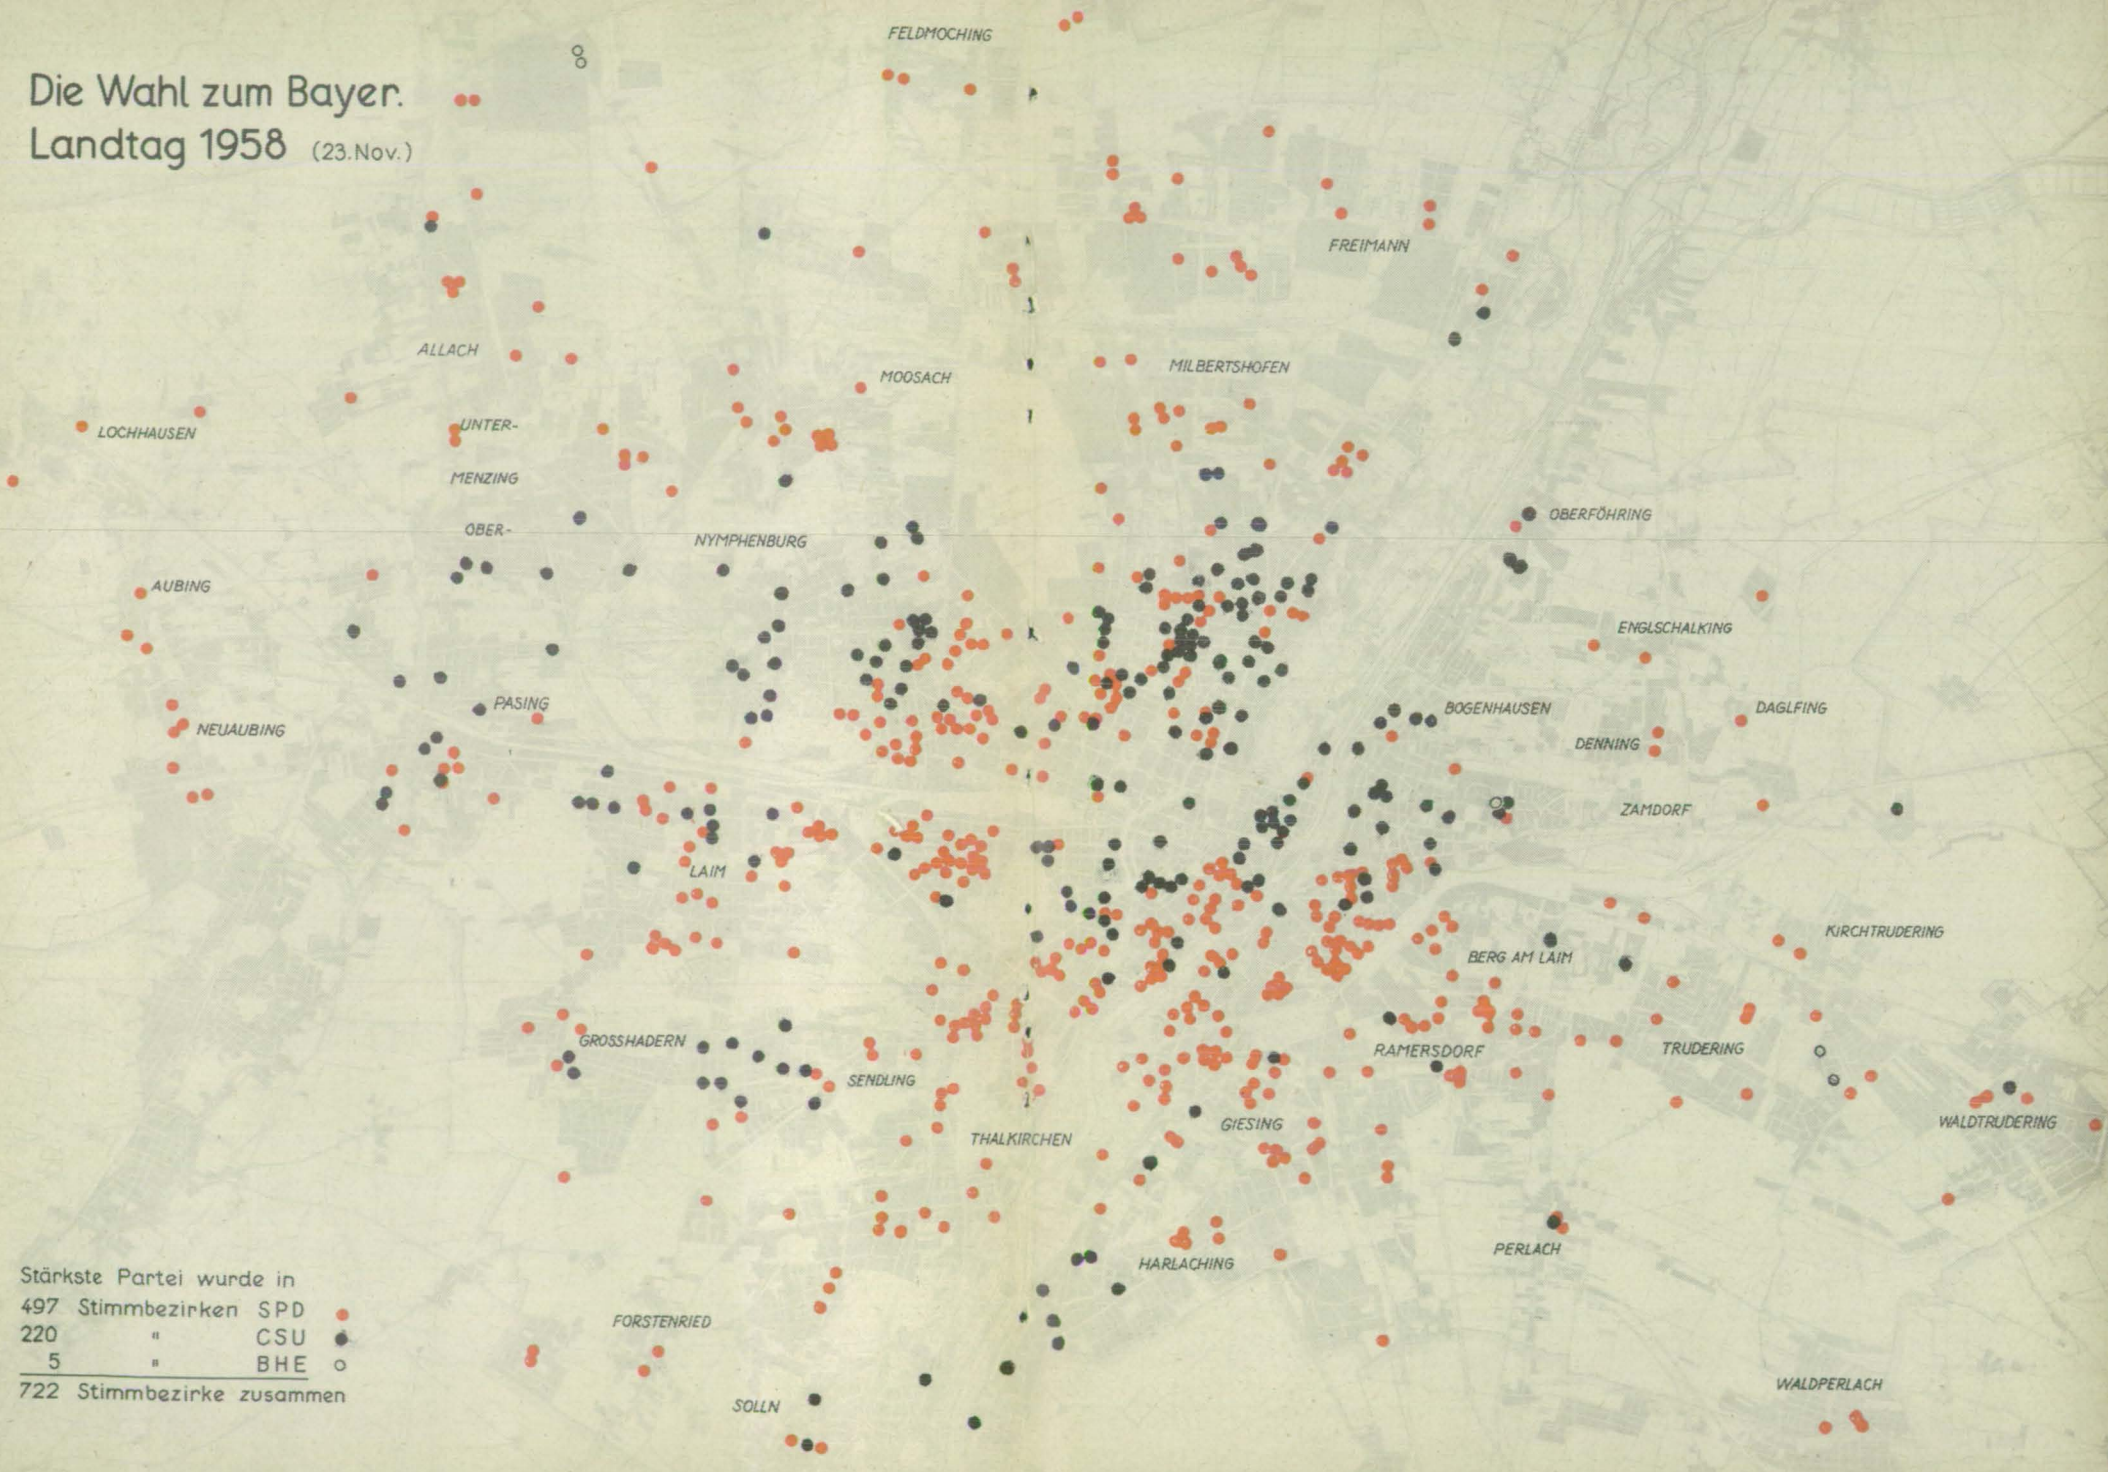 Die Wahl zum Bayer.
Landtag 1958 (23.Nov.)
FELDMOCHING
FREIMANN
ALLACH
MOOSACH
MILBERTSHOFEN
LOCHHAUSEN
UNTER-
MENZING
OBER-
NYMPHENBURG
OBERFÖHRING
AUBING
ENGLSCHALKING
PASING
BOGENHAUSEN
DAGLFING
NEUAUBING
DENNING
ZAMDORF
LAIM
KIRCHTRUDERING
BERG AM LAIM
GROSSHADERN
RAMERSDORF
TRUDERING
SENDLING
WALDTRUDERING
GIESING
THALKIRCHEN
PERLACH
HARLACHING
FORSTENRIED
WALDPERLACH
SOLLN
Stärkste Partei wurde in
497 Stimmbezirken SPD
220 " CSU
5 " BHE
722 Stimmbezirke zusammen